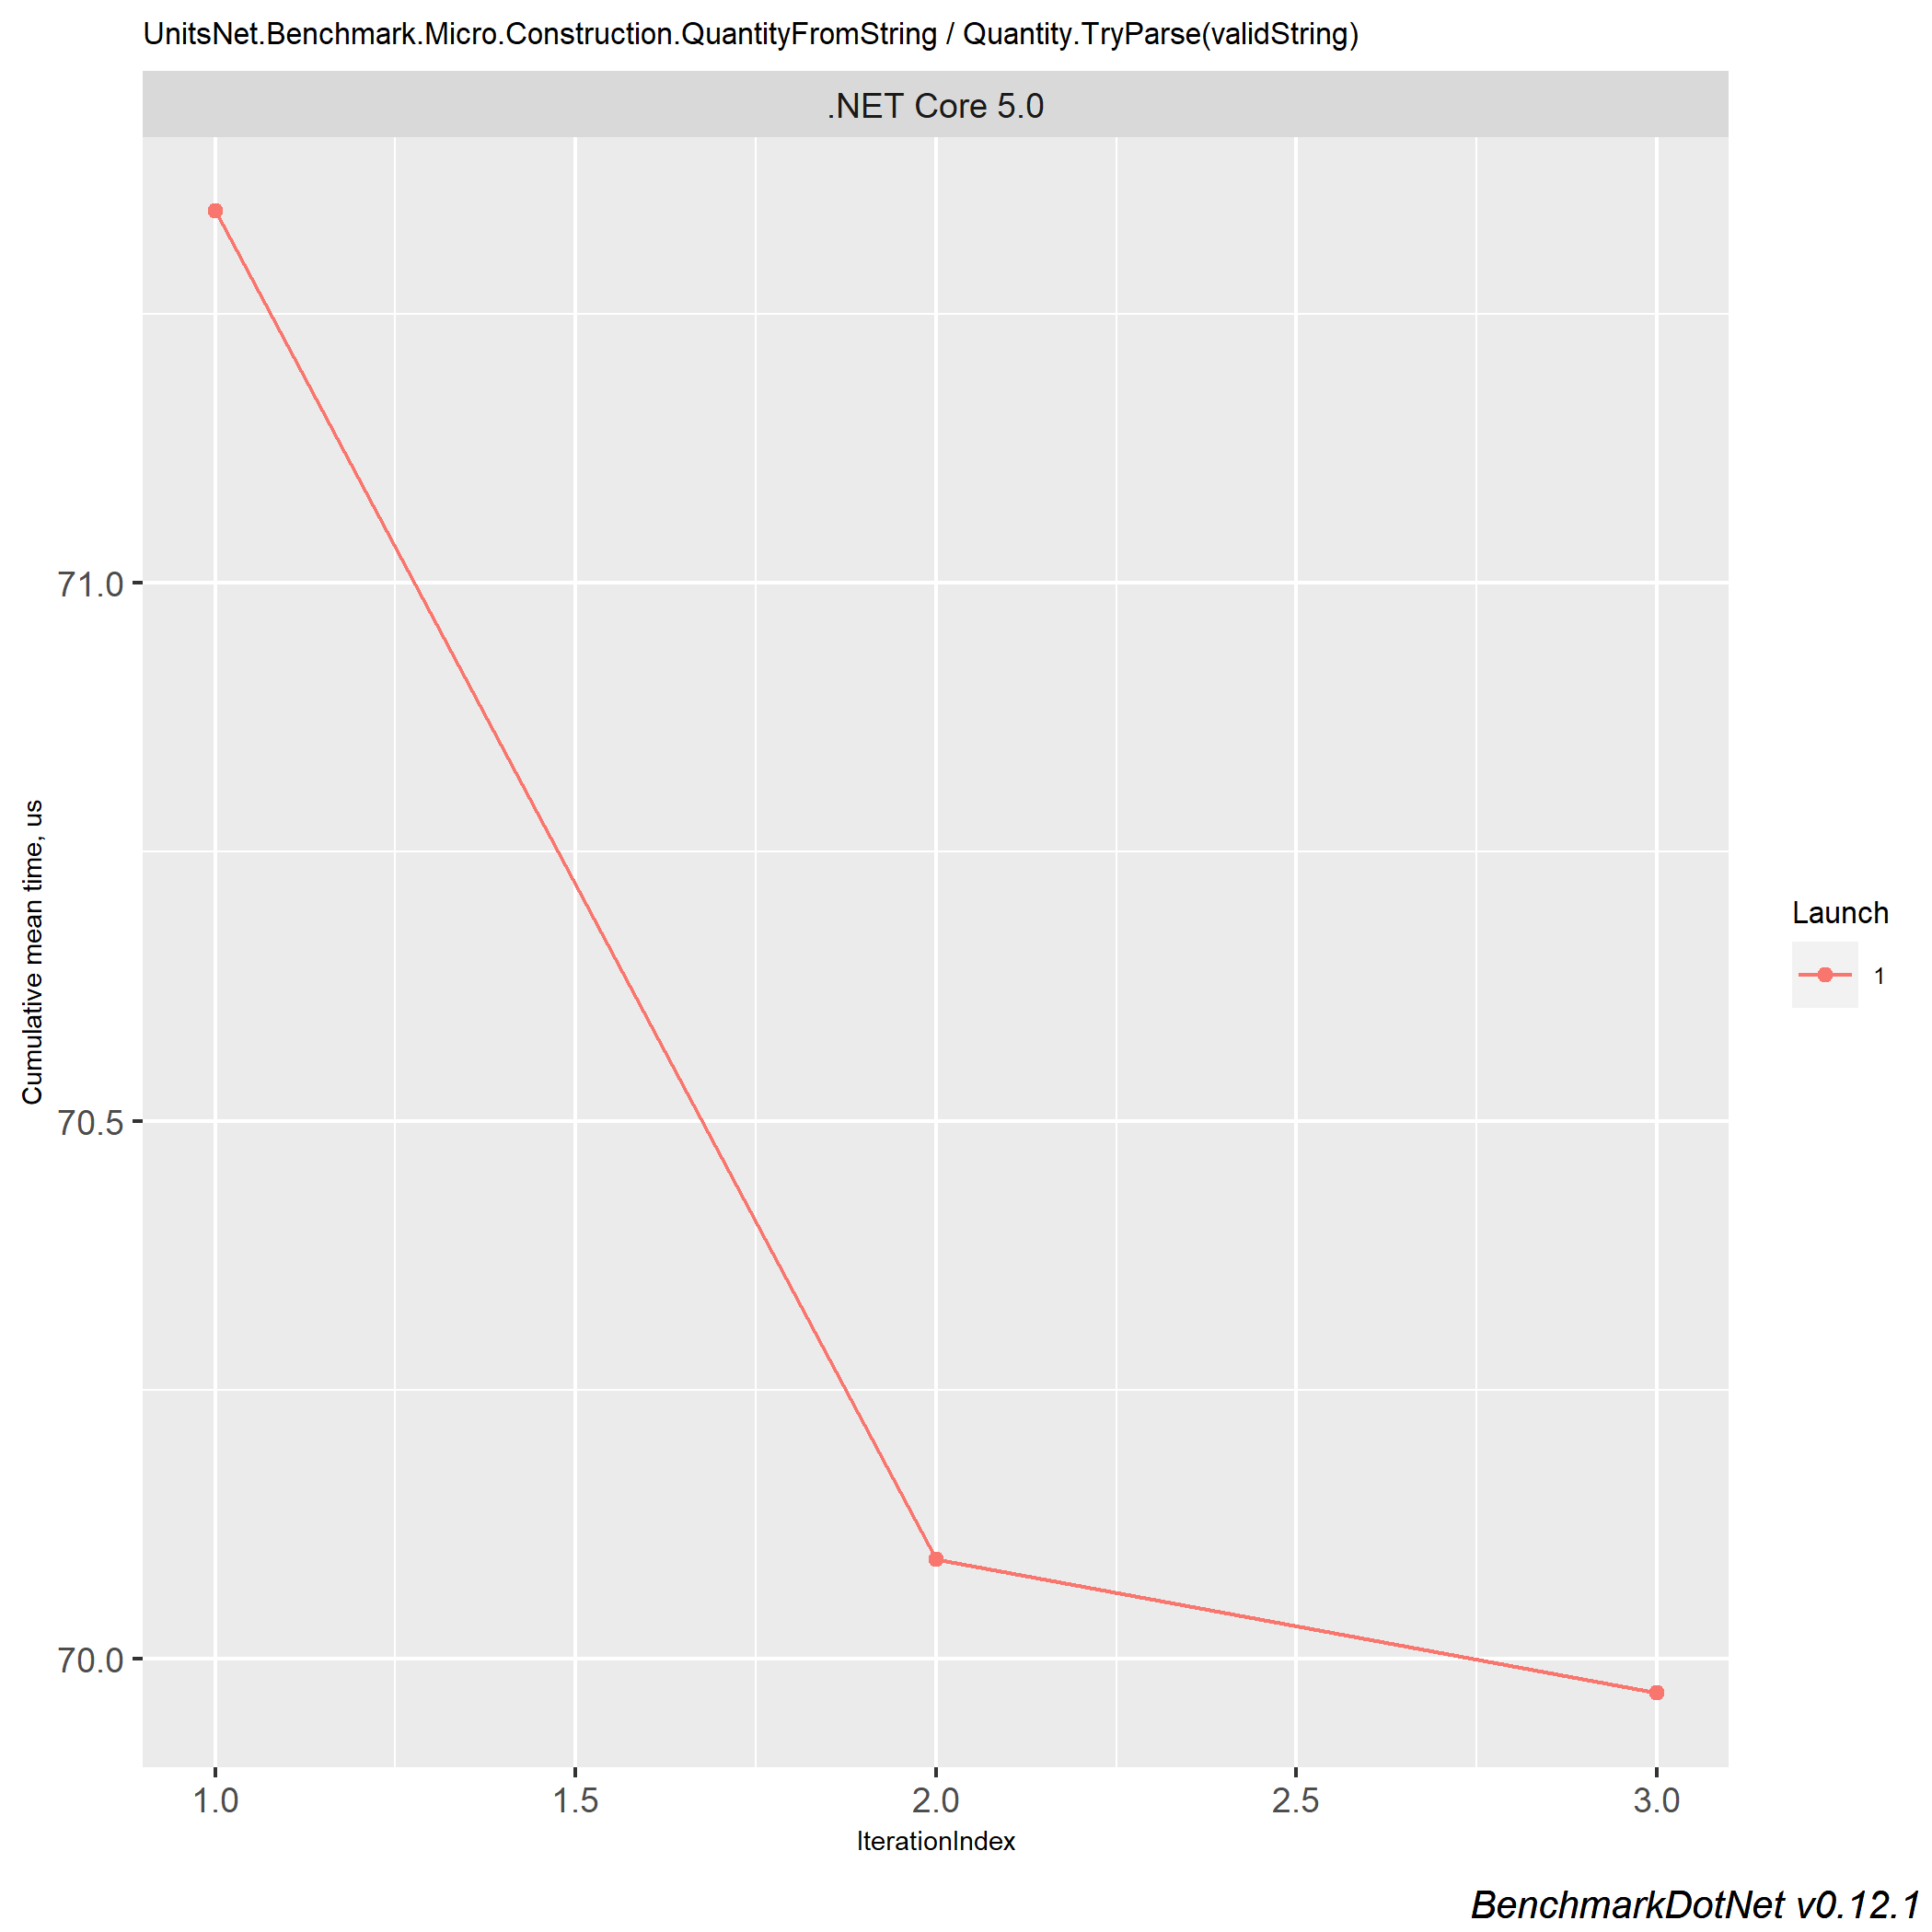 UnitsNet.Benchmark.Micro.Construction.QuantityFromString / Quantity.TryParse(validString)
.NET Core 5.0
Cumulative mean time, us
71.0
70.5
70.0
1.0 1.5 2.0 2.5 3.0
IterationIndex
Launch
1
BenchmarkDotNet v0.12.1